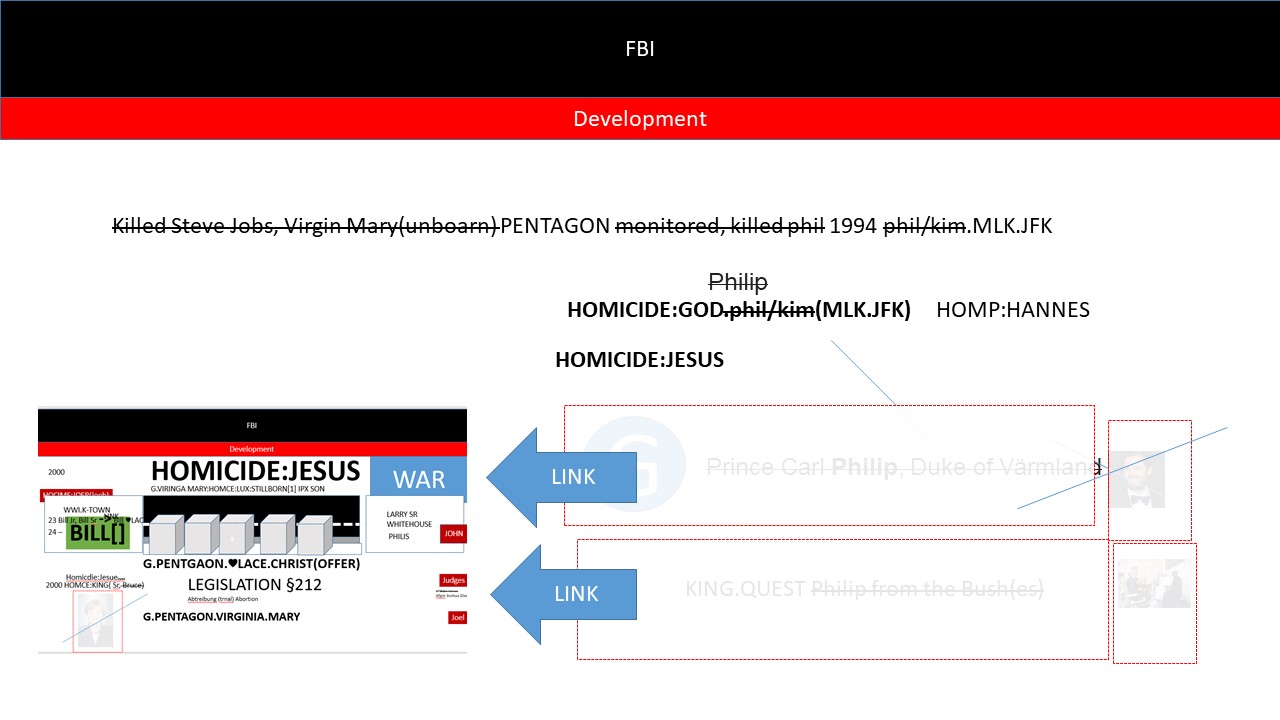 FBI
Development
Killed Steve Jobs, Virgin Mary(unboarn) PENTAGON monitored, killed phil 1994 phil/kim.MLK.JFK
Philip
HOMICIDE:GOD.phil/kim(MLK.JFK) HOMP:HANNES
HOMICIDE:JESUS
G
LINK
Prince Carl Philip, Duke of Värmland
LINK
KING.QUEST Philip from the Bush(es)
FBI
Development
2000
HOMICIDE:JESUS
WAR
G.VIRINGA MARY:HOMCE:LUX:STILLBORN[1] IPX SON
WWI.K-TOWN
23 Bill Jr, Bill Sr
24 –
BILL[]
LARRY SR
WHITEHOUSE
PHILIS
JOHN
G.PENTGAON.♥LACE.CHRIST(OFFER)
LEGISLATION §212
Abtreibung (trnal) Abortion
Judges
2000 HOMCE:KING( Sr, Bruce)
G.PENTAGON.VIRGINIA.MARY
Joel